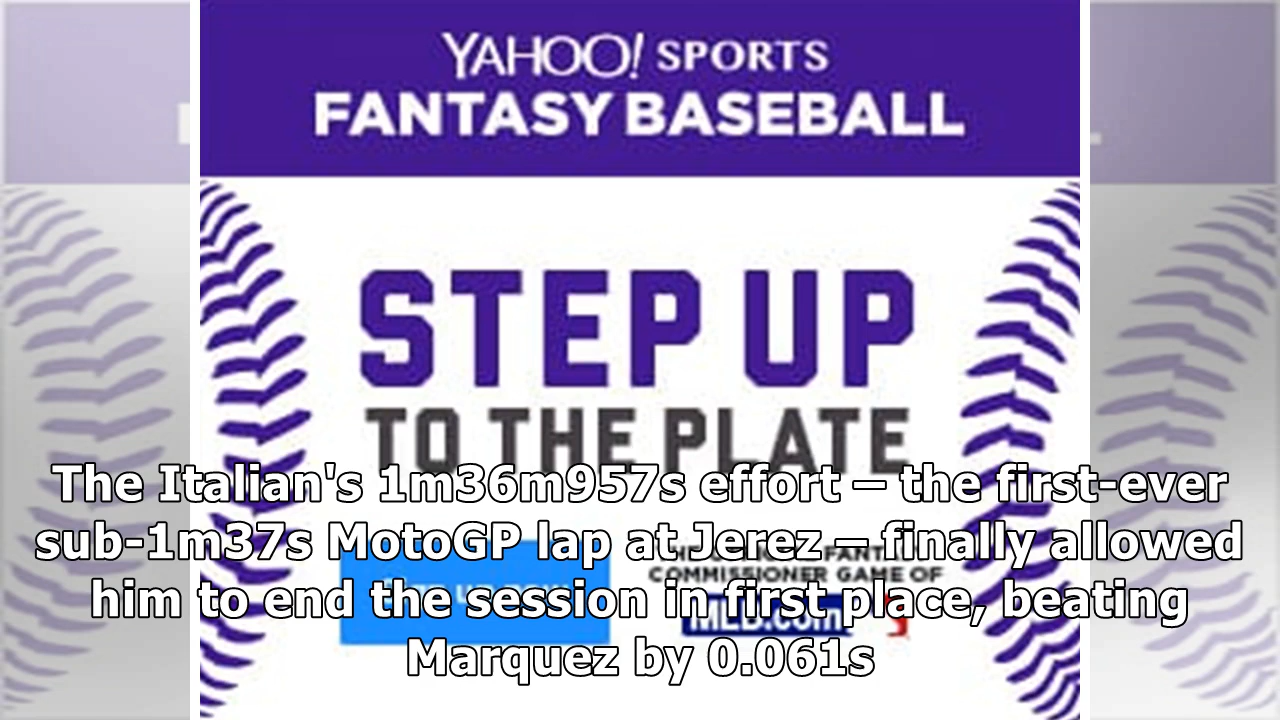 YAHOO! SPORTS
FANTASY BASEBALL
STEP UP
TO THE PLATE
The Italian's 1m36m957s effort – the first-ever
sub-1m37s MotoGP lap at Jerez – finally allowed
COMMISSIONER GAME OF
him to end the session in first place, beating
MLB.com
Marquez by 0.061s